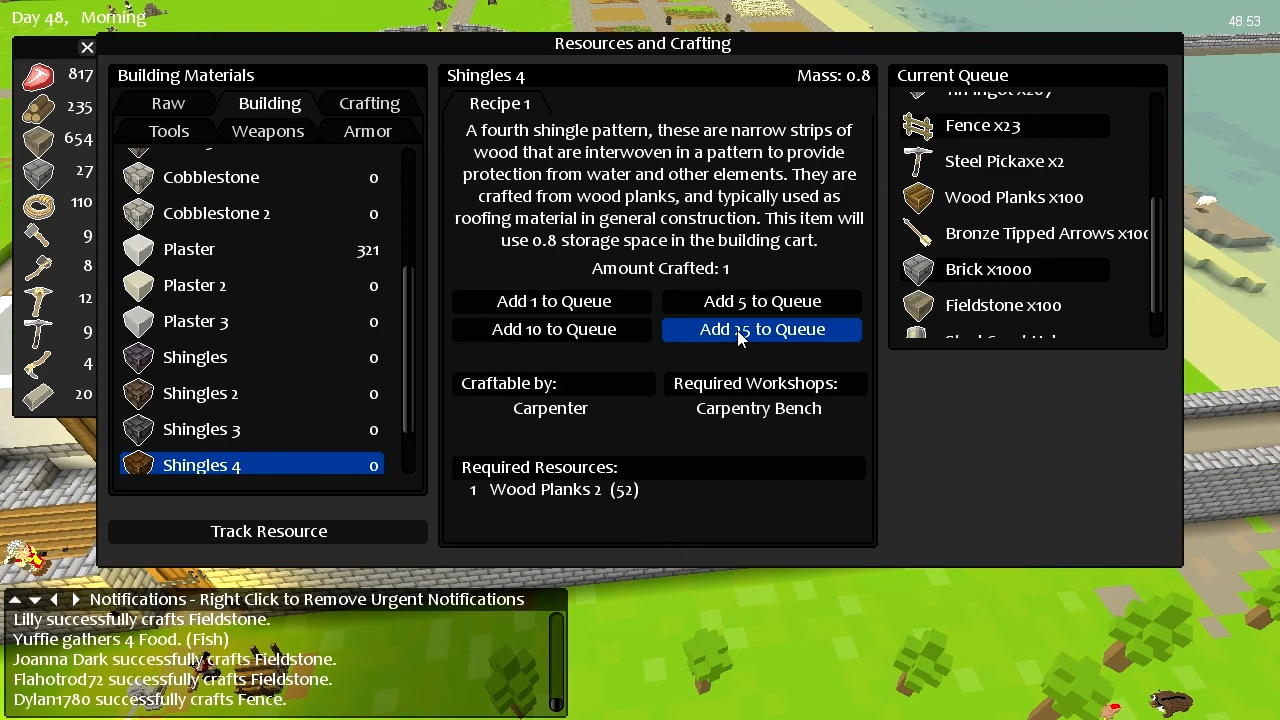 Day 48, Morning
48.53
Resources and Crafting
817
235
654
27
110
9
8
12
9
4
20
Building Materials
Raw
Building
Crafting
Tools
Weapons
Armor
Cobblestone 0
Cobblestone 2 0
Plaster 321
Plaster 2 0
Plaster 3 0
Shingles 0
Shingles 2 0
Shingles 3 0
Shingles 4 0
Track Resource
Shingles 4
Mass: 0.8
Recipe 1
A fourth shingle pattern, these are narrow strips of
wood that are interwoven in a pattern to provide
protection from water and other elements. They are
crafted from wood planks, and typically used as
roofing material in general construction. This item will
use 0.8 storage space in the building cart.
Amount Crafted: 1
Add 1 to Queue
Add 5 to Queue
Add 10 to Queue
Add 25 to Queue
Craftable by:
Carpenter
Required Workshops:
Carpentry Bench
Required Resources:
1 Wood Planks 2 (52)
Current Queue
Fence x23
Steel Pickaxe x2
Wood Planks x100
Bronze Tipped Arrows x100
Brick x1000
Fieldstone x100
Notifications - Right Click to Remove Urgent Notifications
Lilly successfully crafts Fieldstone.
Yuffie gathers 4 Food. (Fish)
Joanna Dark successfully crafts Fieldstone.
Flahotrod72 successfully crafts Fieldstone.
Dylan1780 successfully crafts Fence.